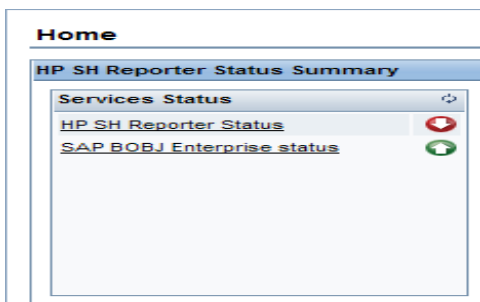 Home
HP SH Reporter Status Summary
Services Status
HP SH Reporter Status
SAP BOBJ Enterprise status